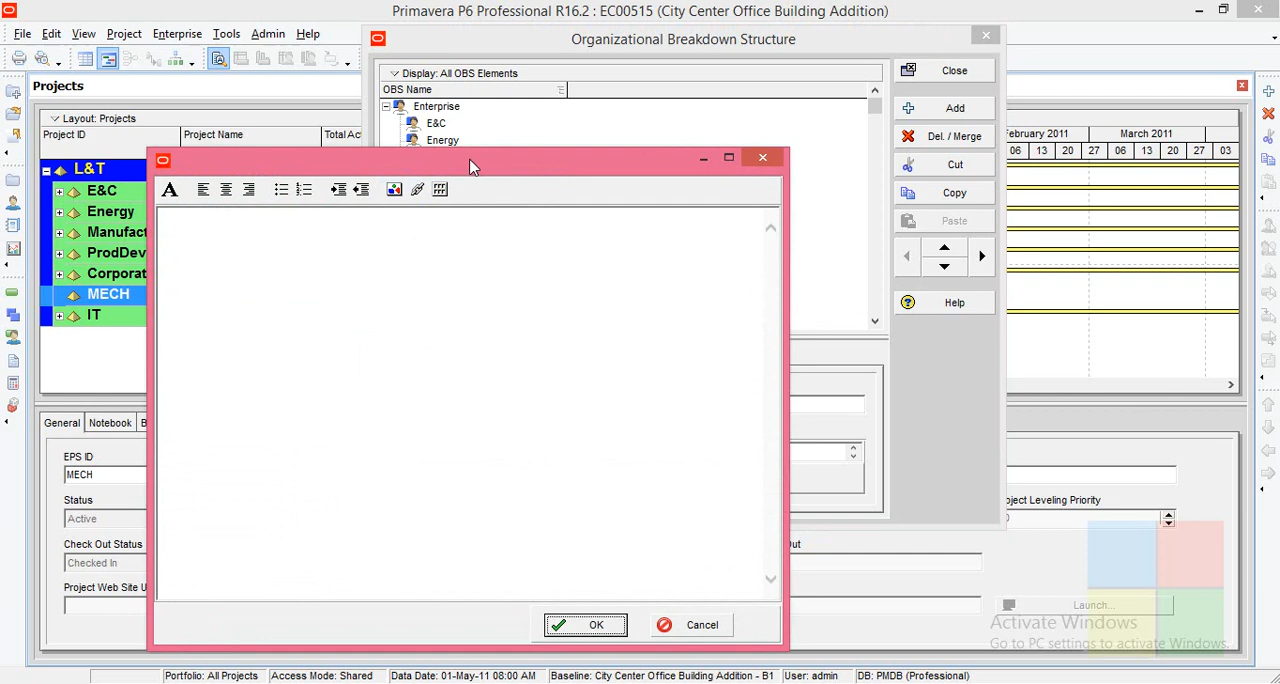 Primavera P6 Professional R16.2 : EC00515 (City Center Office Building Addition)
File Edit View Project Enterprise Tools Admin Help
Organizational Breakdown Structure
Projects
Display: All OBS Elements
OBS Name
Enterprise
E&C
Energy
Close
Add
Del. / Merge
Cut
Copy
Paste
Help
Layout: Projects
Project ID Project Name Total Act
February 2011 March 2011
06 13 20 27 06 13 20 27 03
L&T
E&C
Energy
Manufact
ProdDev
Corporat
MECH
IT
A
General Notebook B
EPS ID
MECH
Status
Active
Check Out Status
Checked In
Project Web Site U
OK
Cancel
oject Leveling Priority
Out
Launch...
Activate Windows
Go to PC settings to activate Windows.
Portfolio: All Projects Access Mode: Shared Data Date: 01-May-11 08:00 AM Baseline: City Center Office Building Addition - B1 User: admin DB: PMDB (Professional)